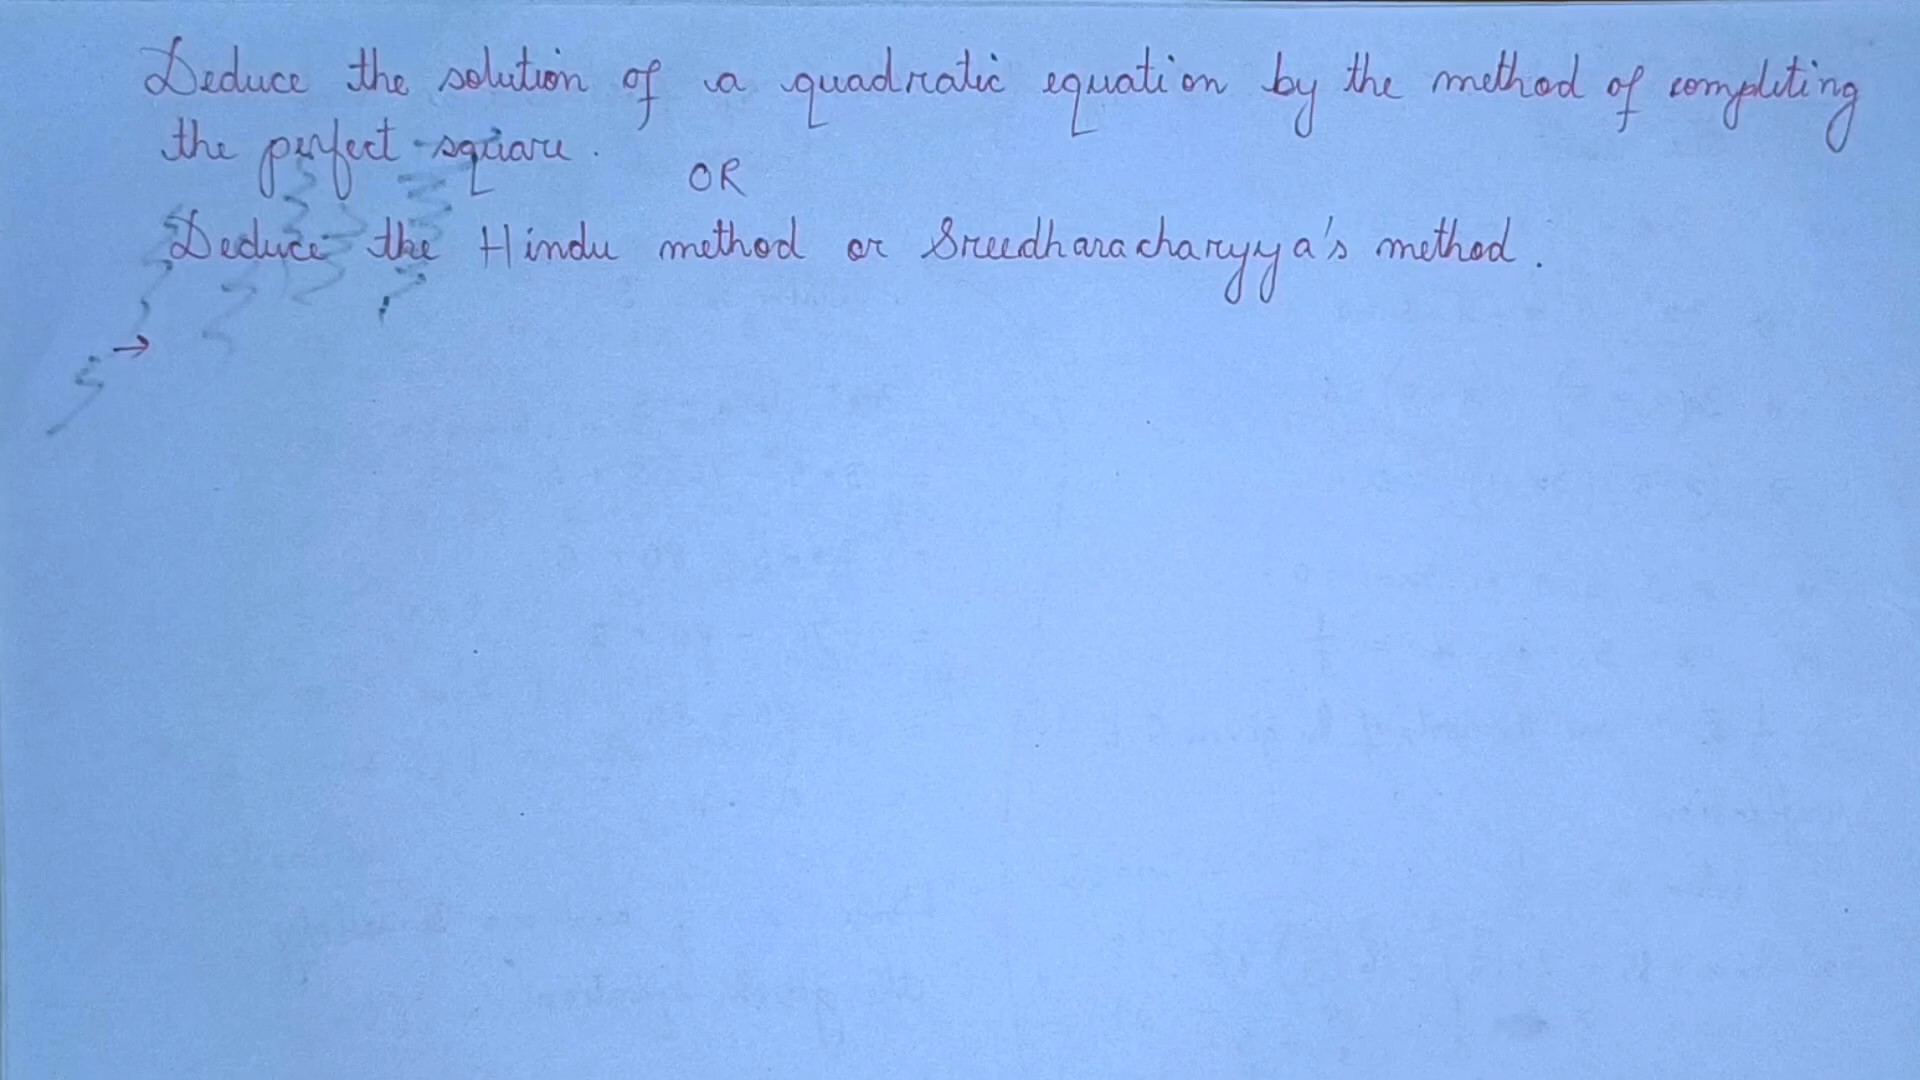 Deduce the solution of a quadratic equation by the method of completing
the perfect-square.
OR
Deduce the Hindu method or Sreedharacharyya's method.
→